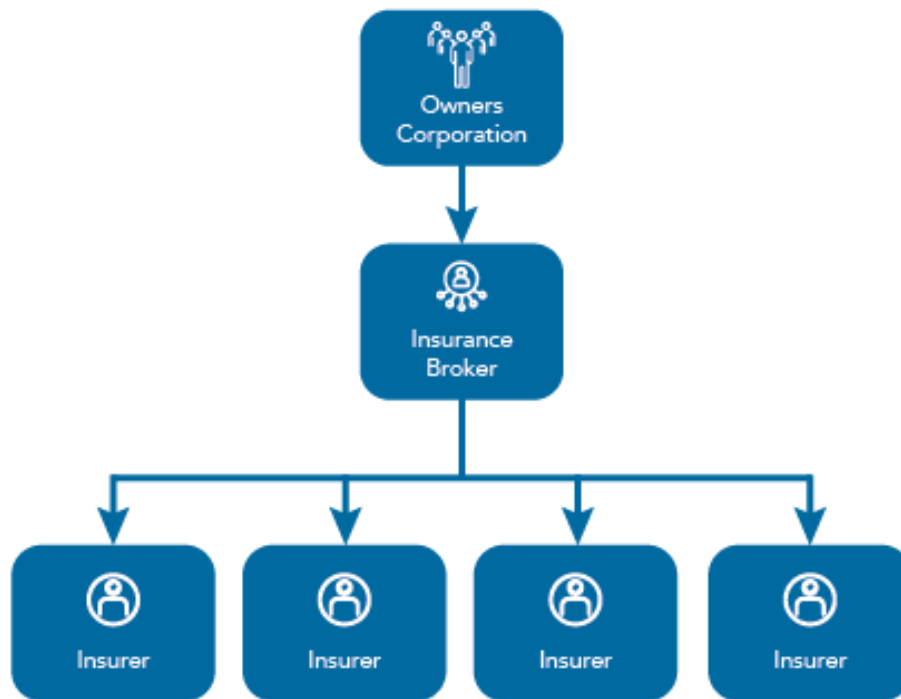 Owners
Corporation
Insurance
Broker
Insurer
Insurer
Insurer
Insurer